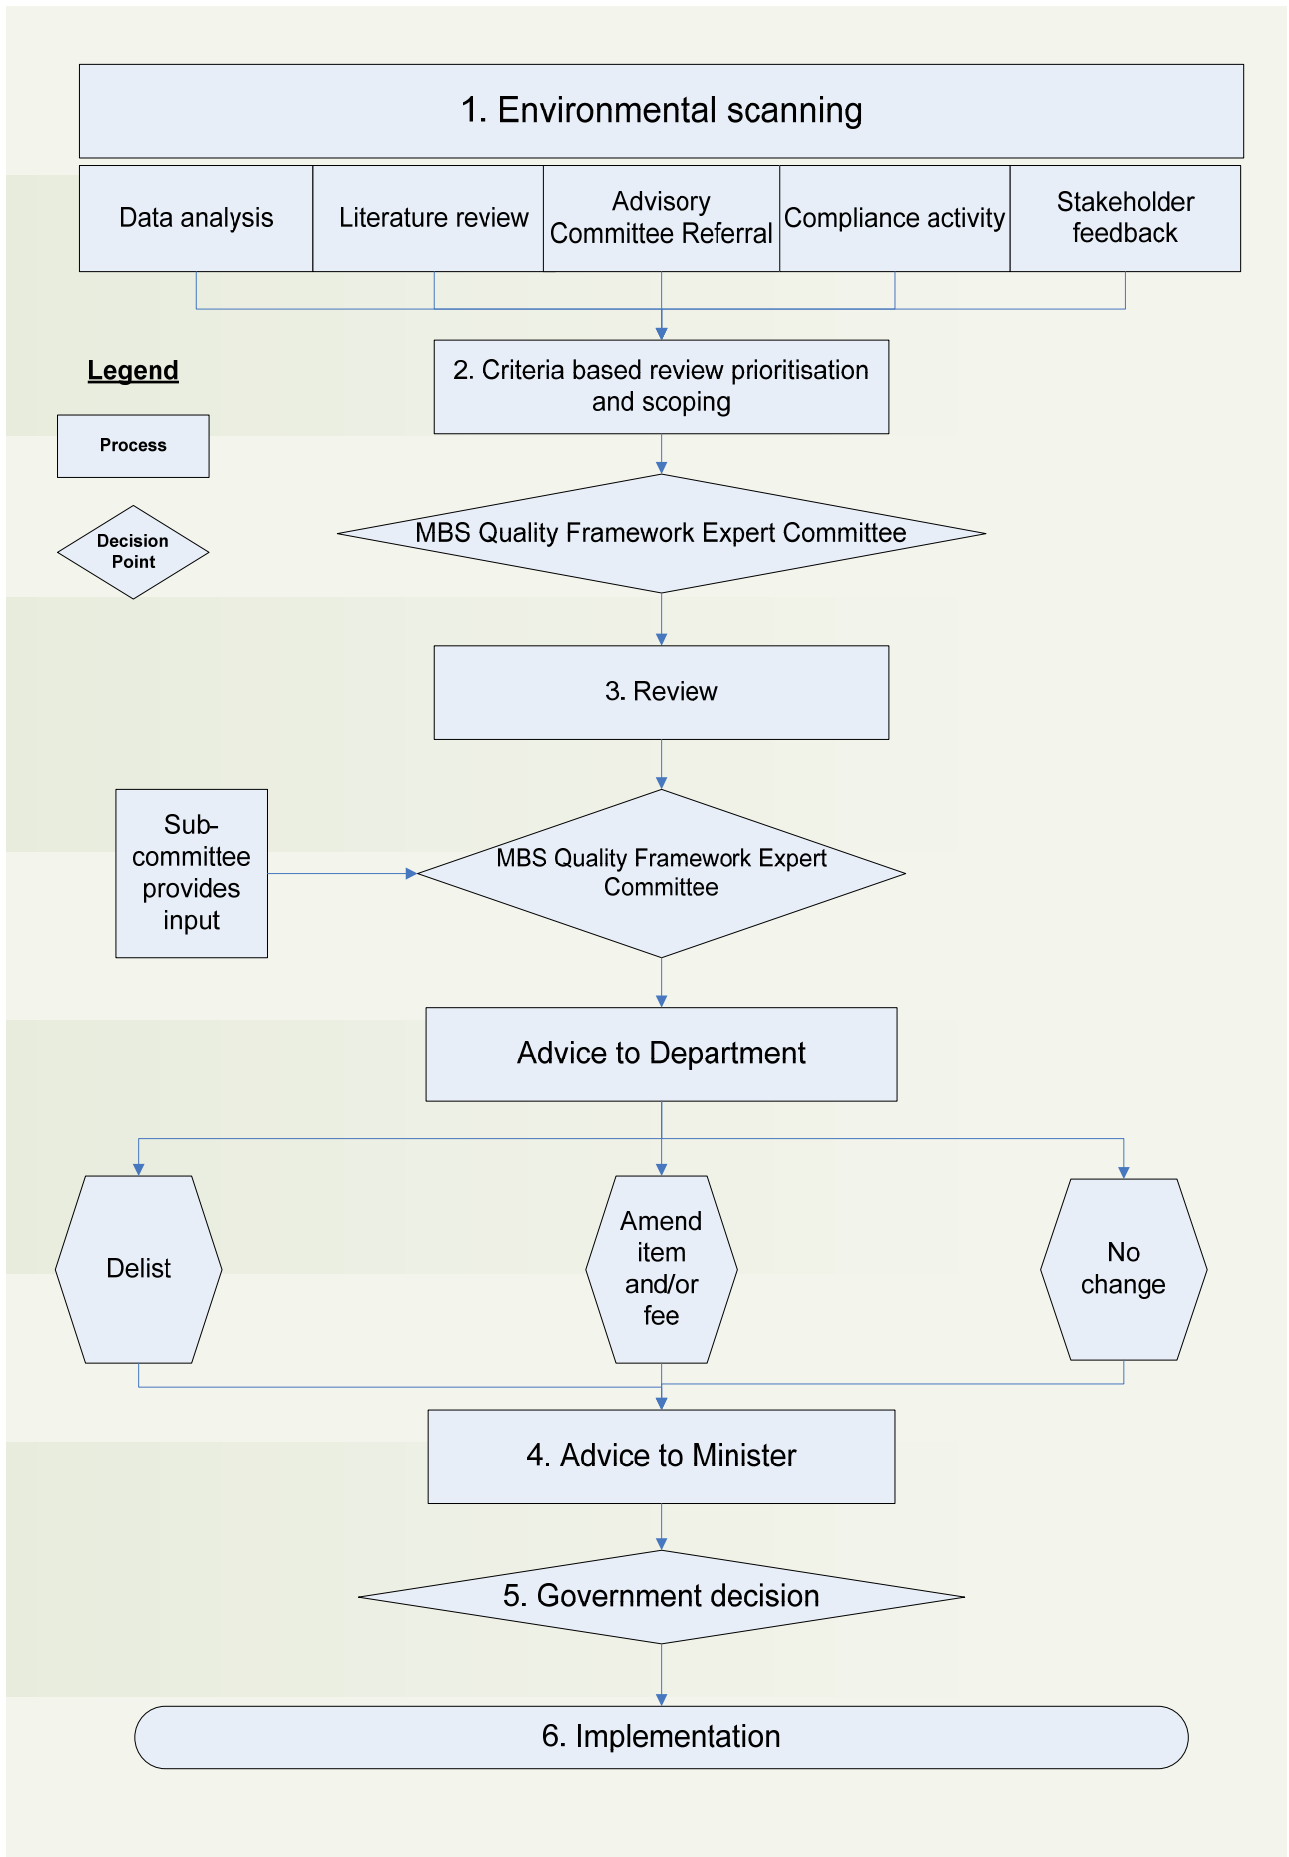 1. Environmental scanning
Data analysis
Literature review
Advisory
Committee Referral
Compliance activity
Stakeholder
feedback
Legend
Process
Decision
Point
2. Criteria based review prioritisation
and scoping
MBS Quality Framework Expert Committee
3. Review
Sub-
committee
provides
input
MBS Quality Framework Expert
Committee
Advice to Department
Delist
Amend
item
and/or
fee
No
change
4. Advice to Minister
5. Government decision
6. Implementation